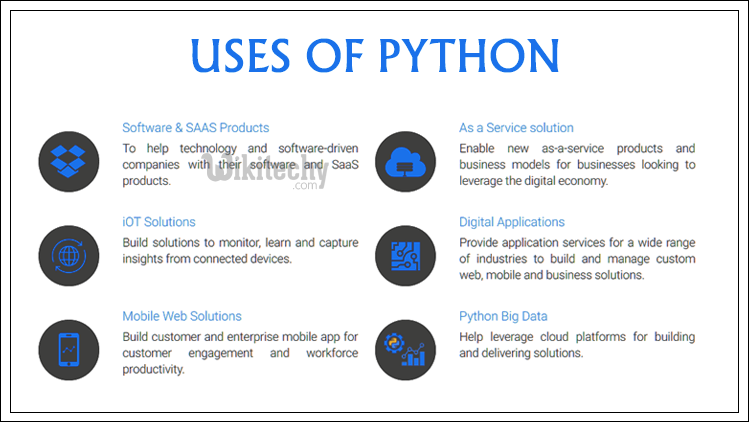 USES OF PYTHON
Software & SAAS Products
To help technology and software-driven
companies with their software and SaaS
products.
Wikitechy
.com
iOT Solutions
Build solutions to monitor, learn and capture
insights from connected devices.
Mobile Web Solutions
Build customer and enterprise mobile app for
customer engagement and workforce
productivity.
As a Service solution
Enable new as-a-service products and
business models for businesses looking to
leverage the digital economy.
Digital Applications
Provide application services for a wide range
of industries to build and manage custom
web, mobile and business solutions.
Python Big Data
Help leverage cloud platforms for building
and delivering solutions.